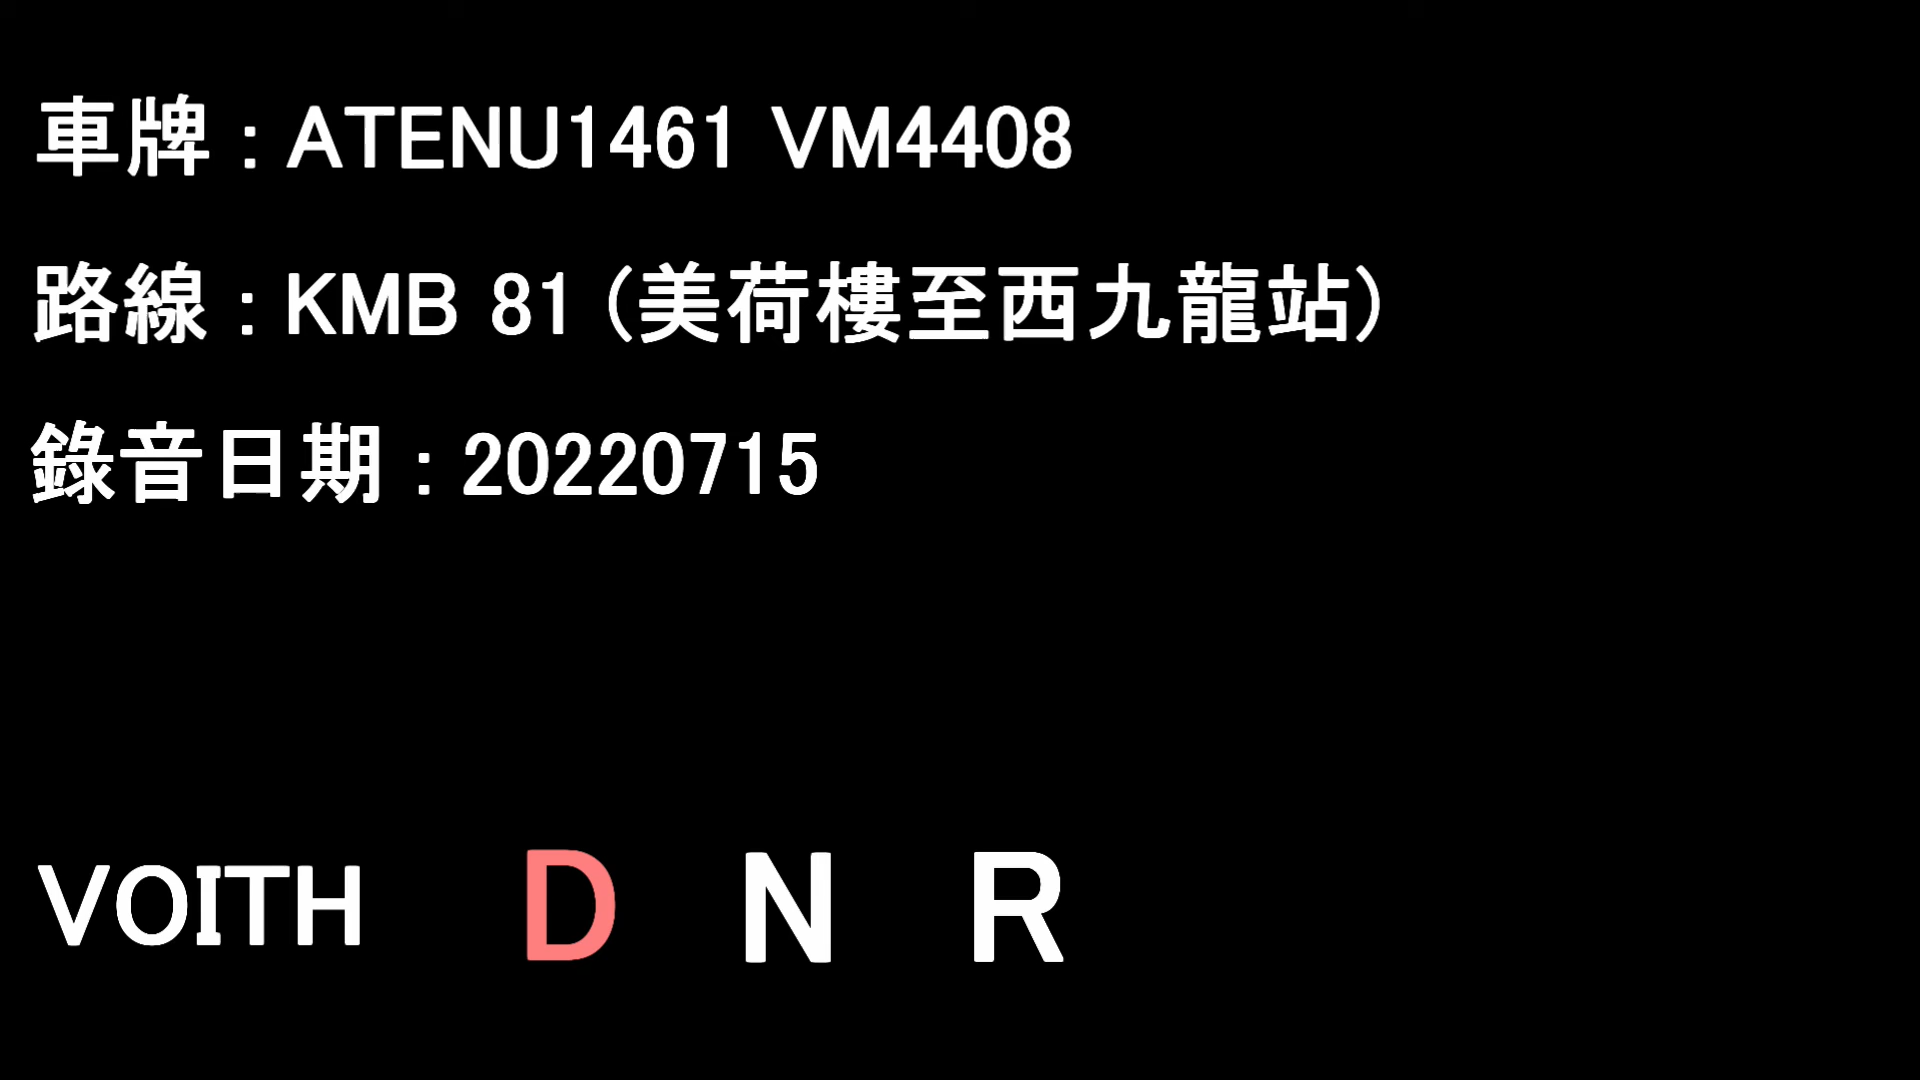 車牌 : ATENU1461 VM4408
路線 : KMB 81 (美荷樓至西九龍站)
錄音日期 : 20220715
VOITH D N R